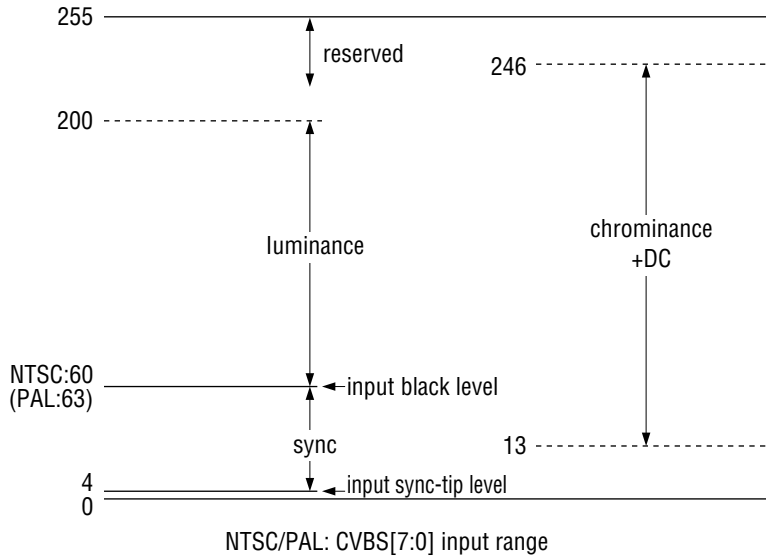 255
reserved
246
200
luminance
chrominance
+DC
NTSC:60
(PAL:63)
input black level
sync
13
4
input sync-tip level
0
NTSC/PAL: CVBS[7:0] input range